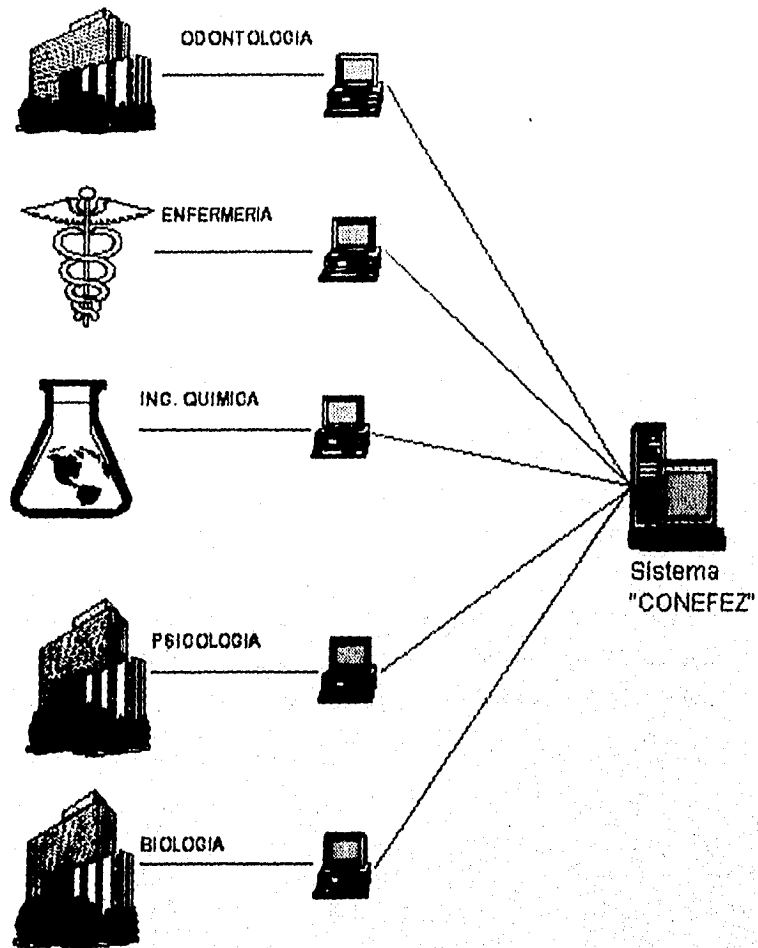 ODONTOLOGIA
ENFERMERIA
ING. QUIMICA
PSICOLOGIA
BIOLOGIA
Sistema
"CONEFEZ"